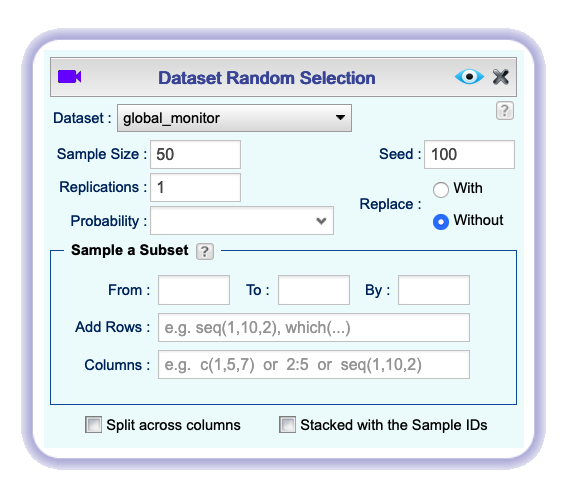 Dataset Random Selection
Dataset : global_monitor ?
Sample Size : 50 Seed : 100
Replications : 1 With
Replace :
Probability : Without
Sample a Subset ?
From : To : By :
Add Rows : e.g. seq(1,10,2), which(...)
Columns : e.g. c(1,5,7) or 2:5 or seq(1,10,2)
Split across columns Stacked with the Sample IDs